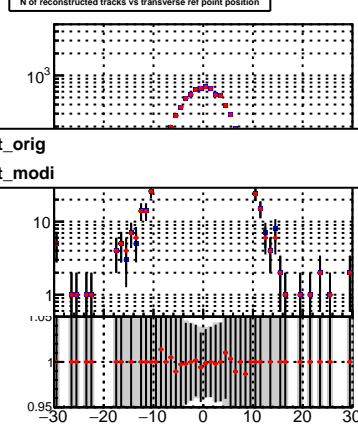 N of reconstructed tracks vs transverse ref point position
10³
t_orig
t_modi
10
1
1.05
1
0.95
−30 −20 −10 0 10 20 30